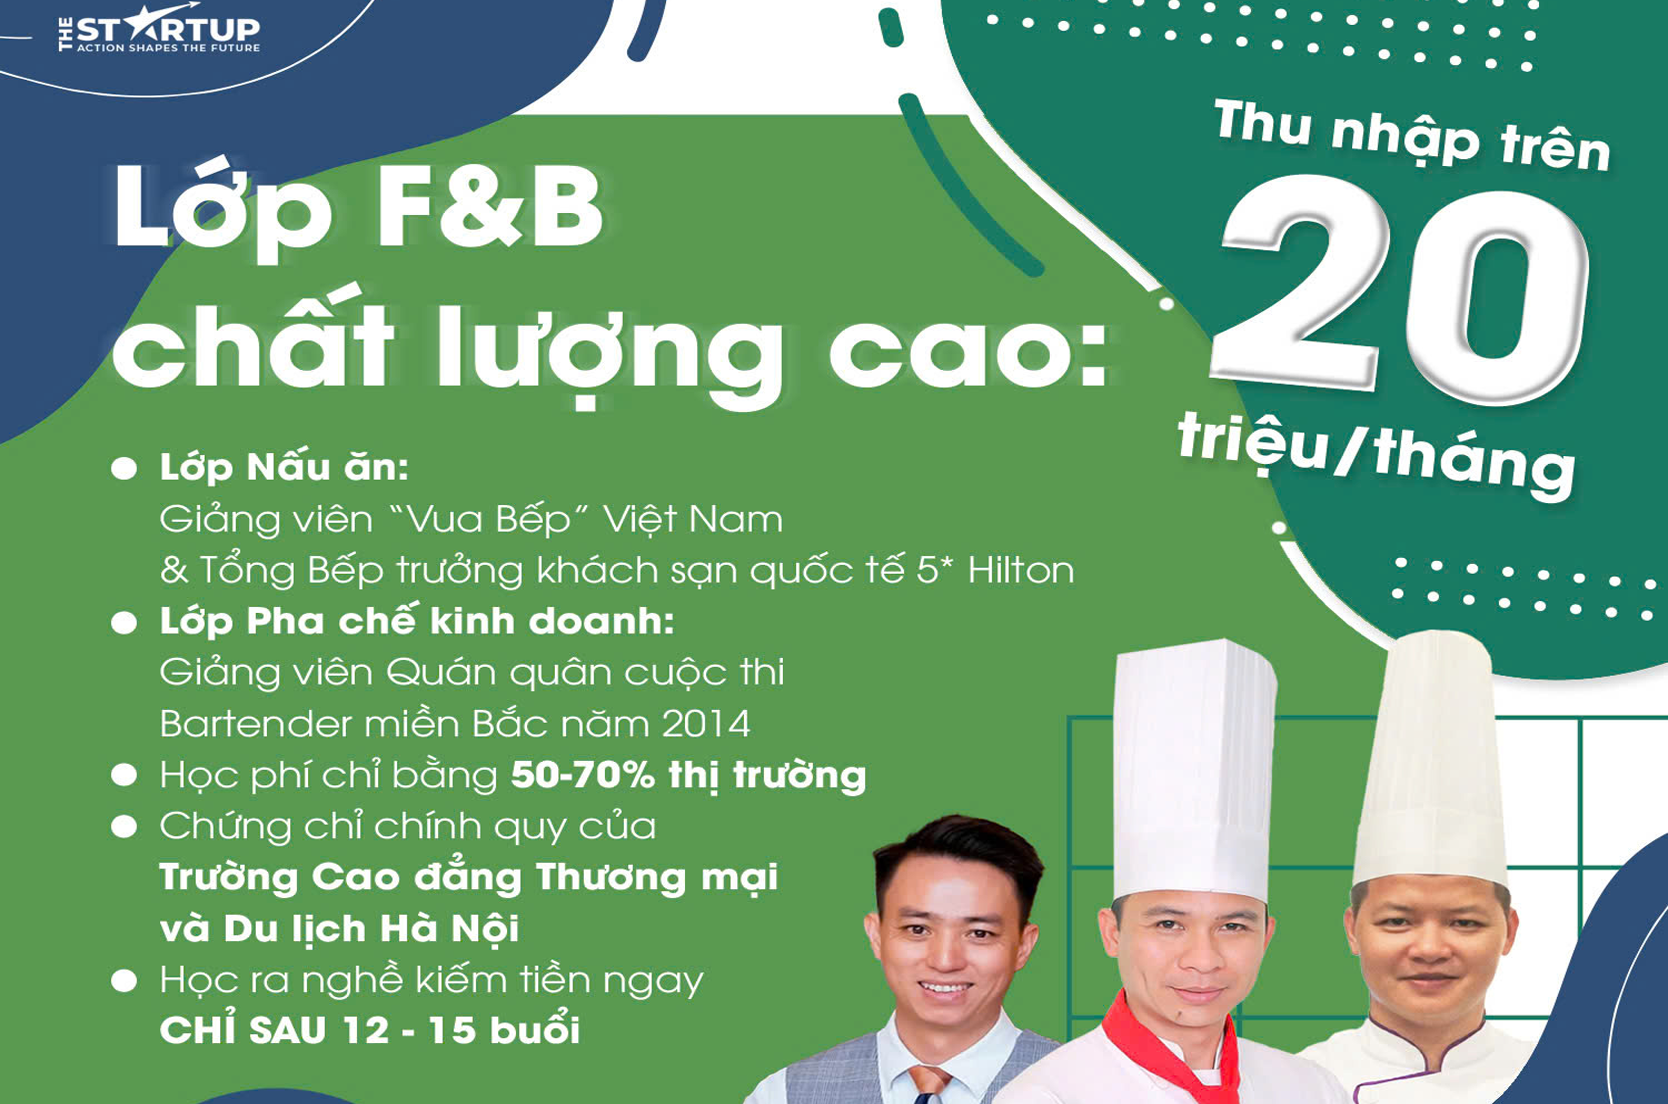 THE STARTUP
ACTION SHAPES THE FUTURE
Thu nhập trên
20
triệu/tháng
Lớp F&B
chất lượng cao:
Lớp Nấu ăn:
Giảng viên “Vua Bếp” Việt Nam
& Tổng Bếp trưởng khách sạn quốc tế 5* Hilton
Lớp Pha chế kinh doanh:
Giảng viên Quán quân cuộc thi
Bartender miền Bắc năm 2014
Học phí chỉ bằng 50-70% thị trường
Chứng chỉ chính quy của
Trường Cao đẳng Thương mại
và Du lịch Hà Nội
Học ra nghề kiếm tiền ngay
CHỈ SAU 12 - 15 buổi